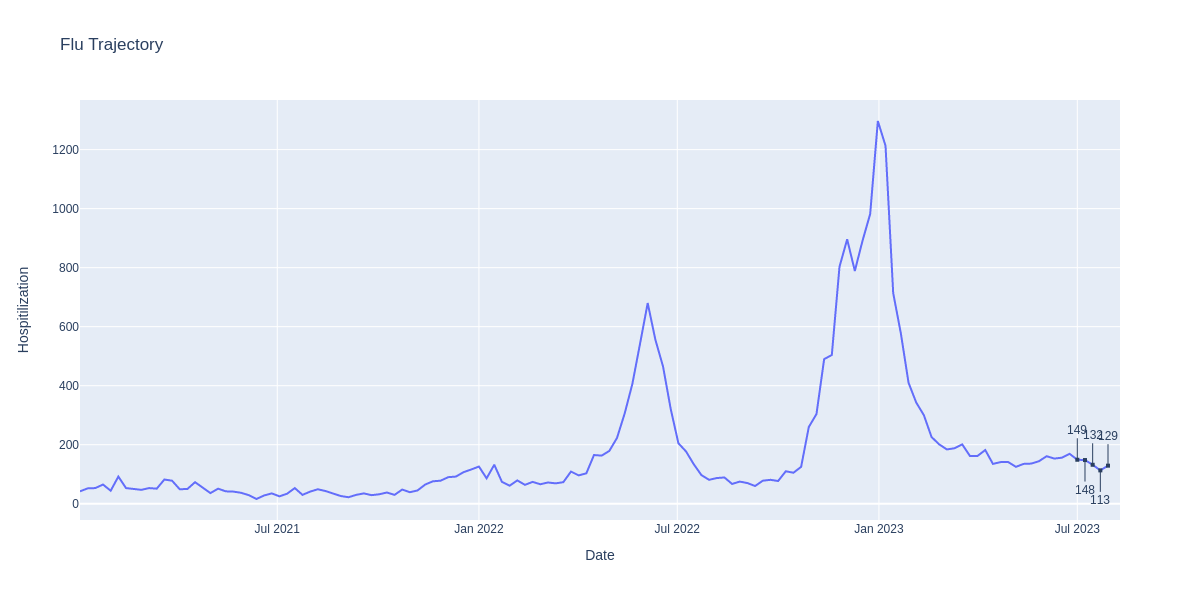 Flu Trajectory
Hospitilization
1200
1000
800
600
400
200
0
149
132
129
148
113
Jul 2021
Jan 2022
Jul 2022
Jan 2023
Jul 2023
Date